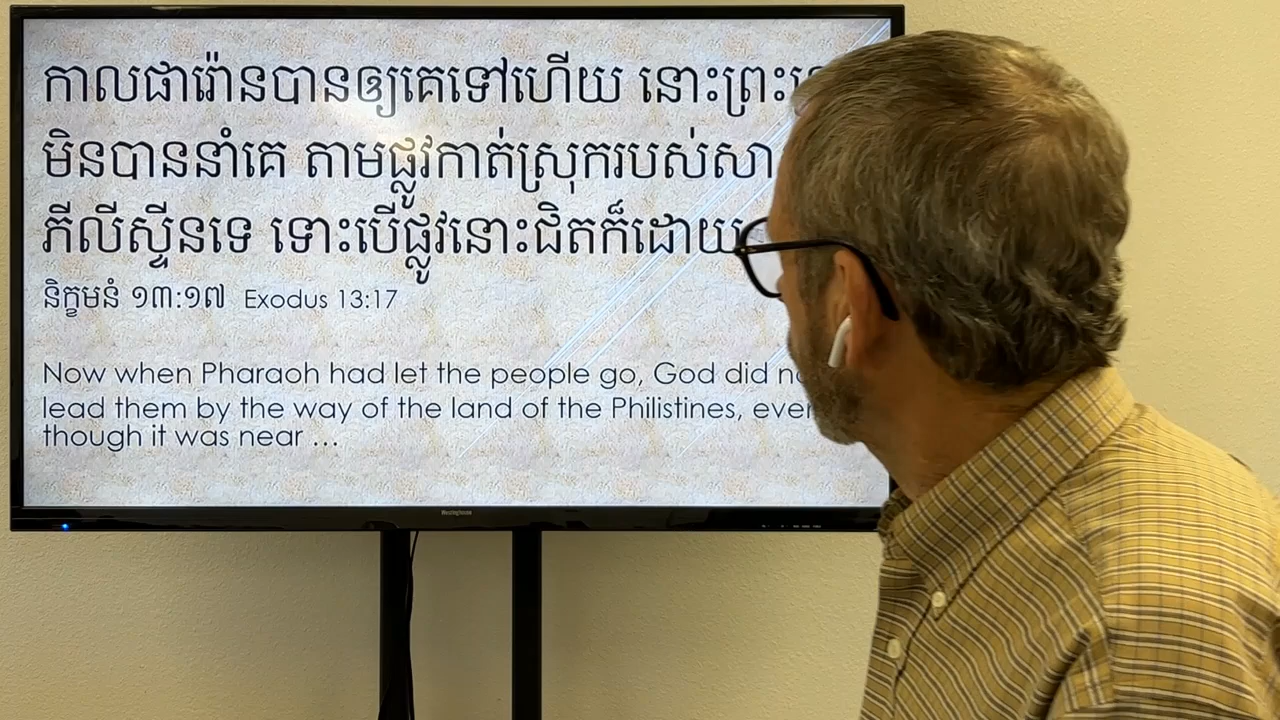 កាលផារ៉ោនបានឲ្យគេទៅហើយ នោះព្រះ
មិនបាននាំគេ តាមផ្លូវកាត់ស្រុករបស់សា
ភីលីស្ទីនទេ ទោះបើផ្លូវនោះជិតក៏ដោយ
និក្ខមនំ ១៣:១៧ Exodus 13:17
Now when Pharaoh had let the people go, God did
lead them by the way of the land of the Philistines, even
though it was near ...
Westinghouse